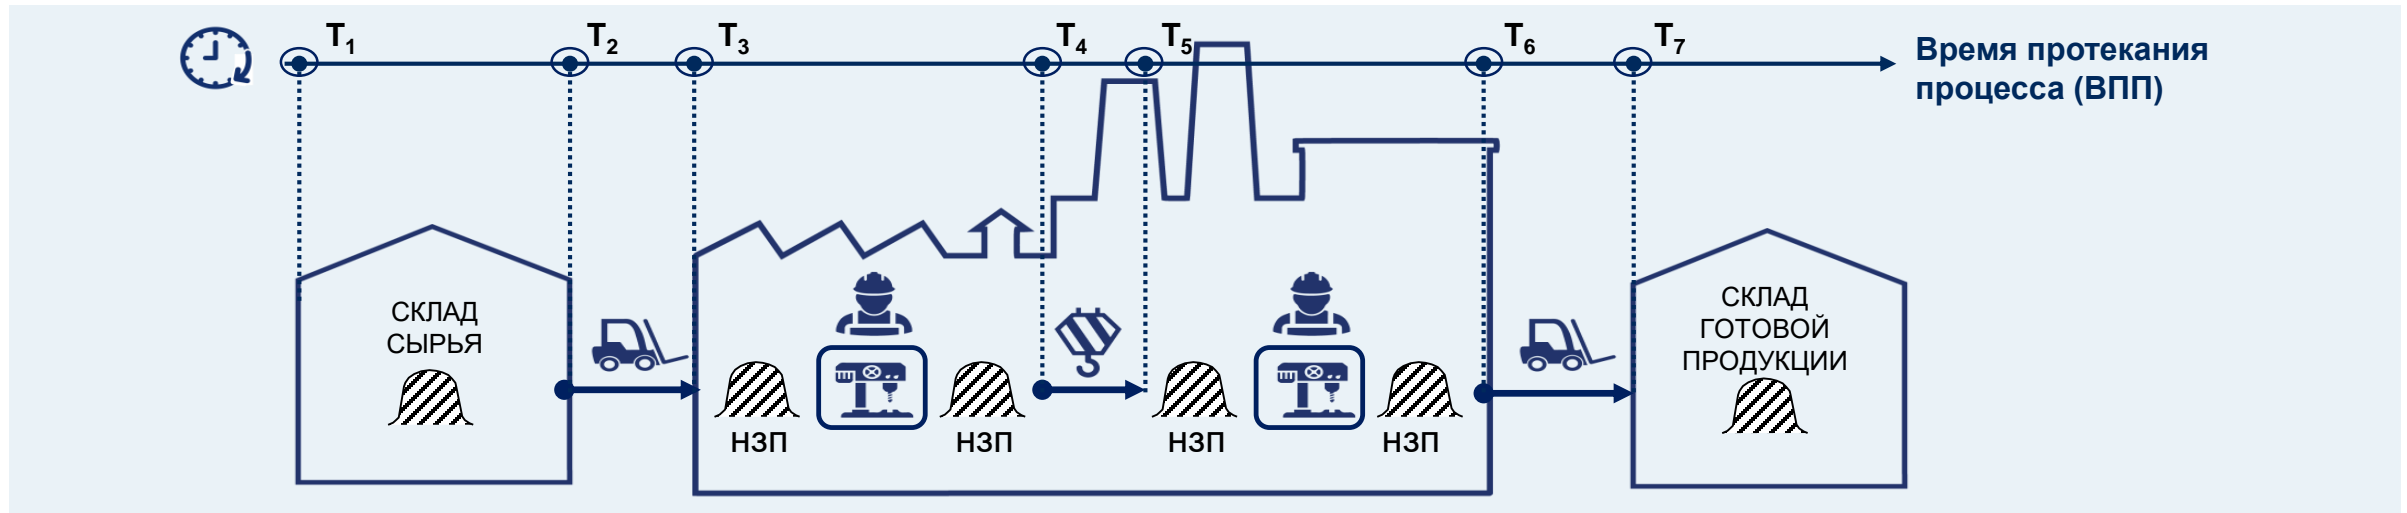 T₁ T₂ T₃ T₄ T₅ T₆ T₇
Время протекания
процесса (ВПП)
СКЛАД
СЫРЬЯ
НЗП НЗП НЗП НЗП
СКЛАД
ГОТОВОЙ
ПРОДУКЦИИ